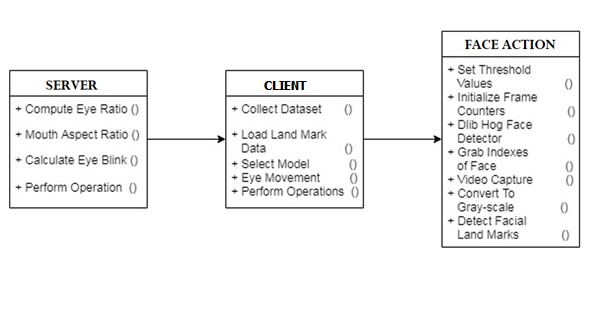 SERVER
+ Compute Eye Ratio ()
+ Mouth Aspect Ratio ()
+ Calculate Eye Blink ()
+ Perform Operation ()
CLIENT
+ Collect Dataset ()
+ Load Land Mark
Data ()
+ Select Model ()
+ Eye Movement ()
+ Perform Operations ()
FACE ACTION
+ Set Threshold
Values ()
+ Initialize Frame
Counters ()
+ Dlib Hog Face
Detector ()
+ Grab Indexes
of Face ()
+ Video Capture ()
+ Convert To
Gray-scale ()
+ Detect Facial
Land Marks ()